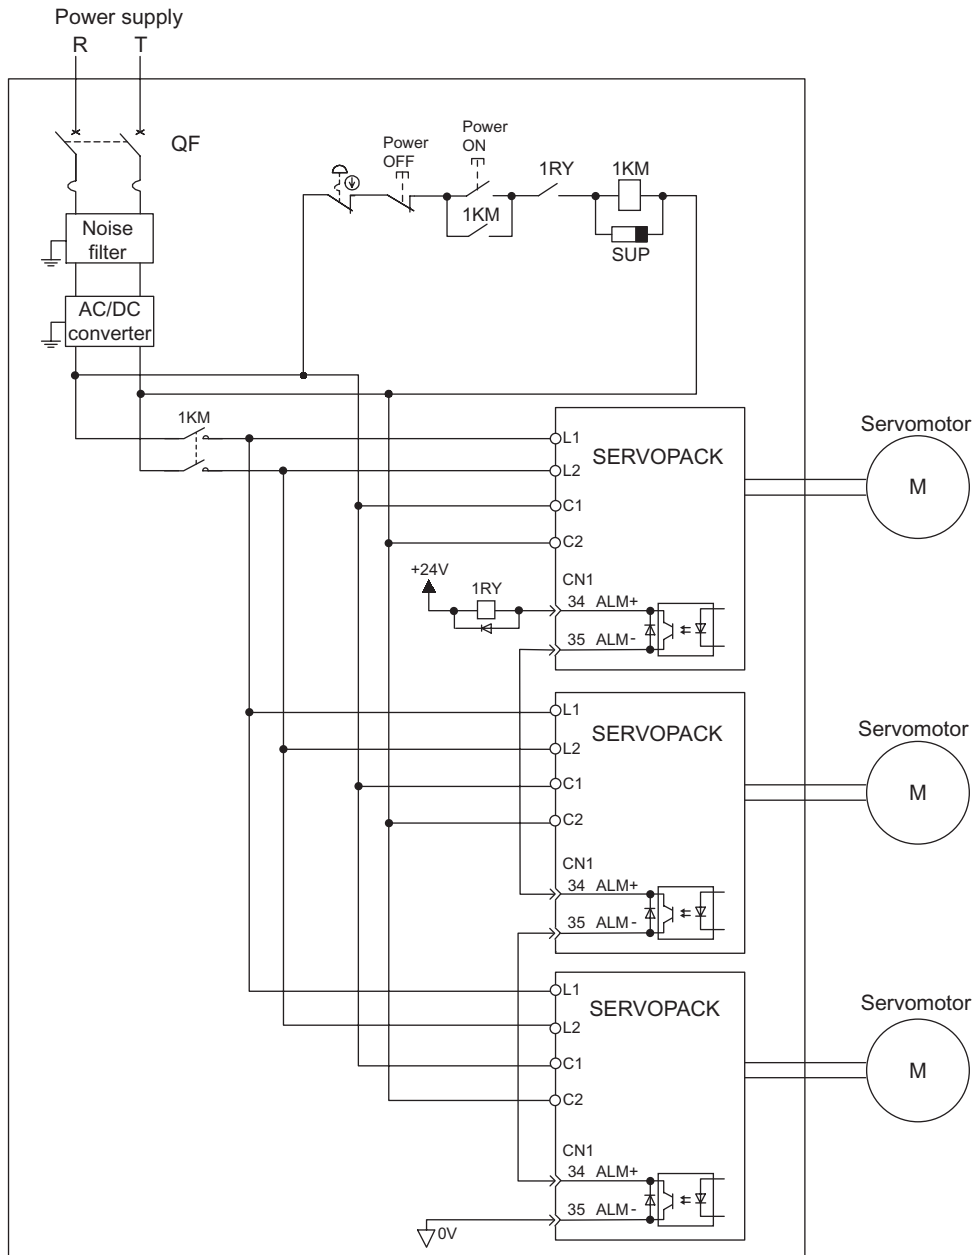 Power supply
R T
QF
Power
OFF
Power
ON
1RY
1KM
1KM
SUP
Noise
filter
AC/DC
converter
1KM
L1
SERVOPACK
L2
C1
C2
+24V
1RY
CN1
34 ALM+
35 ALM-
Servomotor
M
L1
SERVOPACK
L2
C1
C2
CN1
34 ALM+
35 ALM-
Servomotor
M
L1
SERVOPACK
L2
C1
C2
CN1
34 ALM+
35 ALM-
0V
Servomotor
M